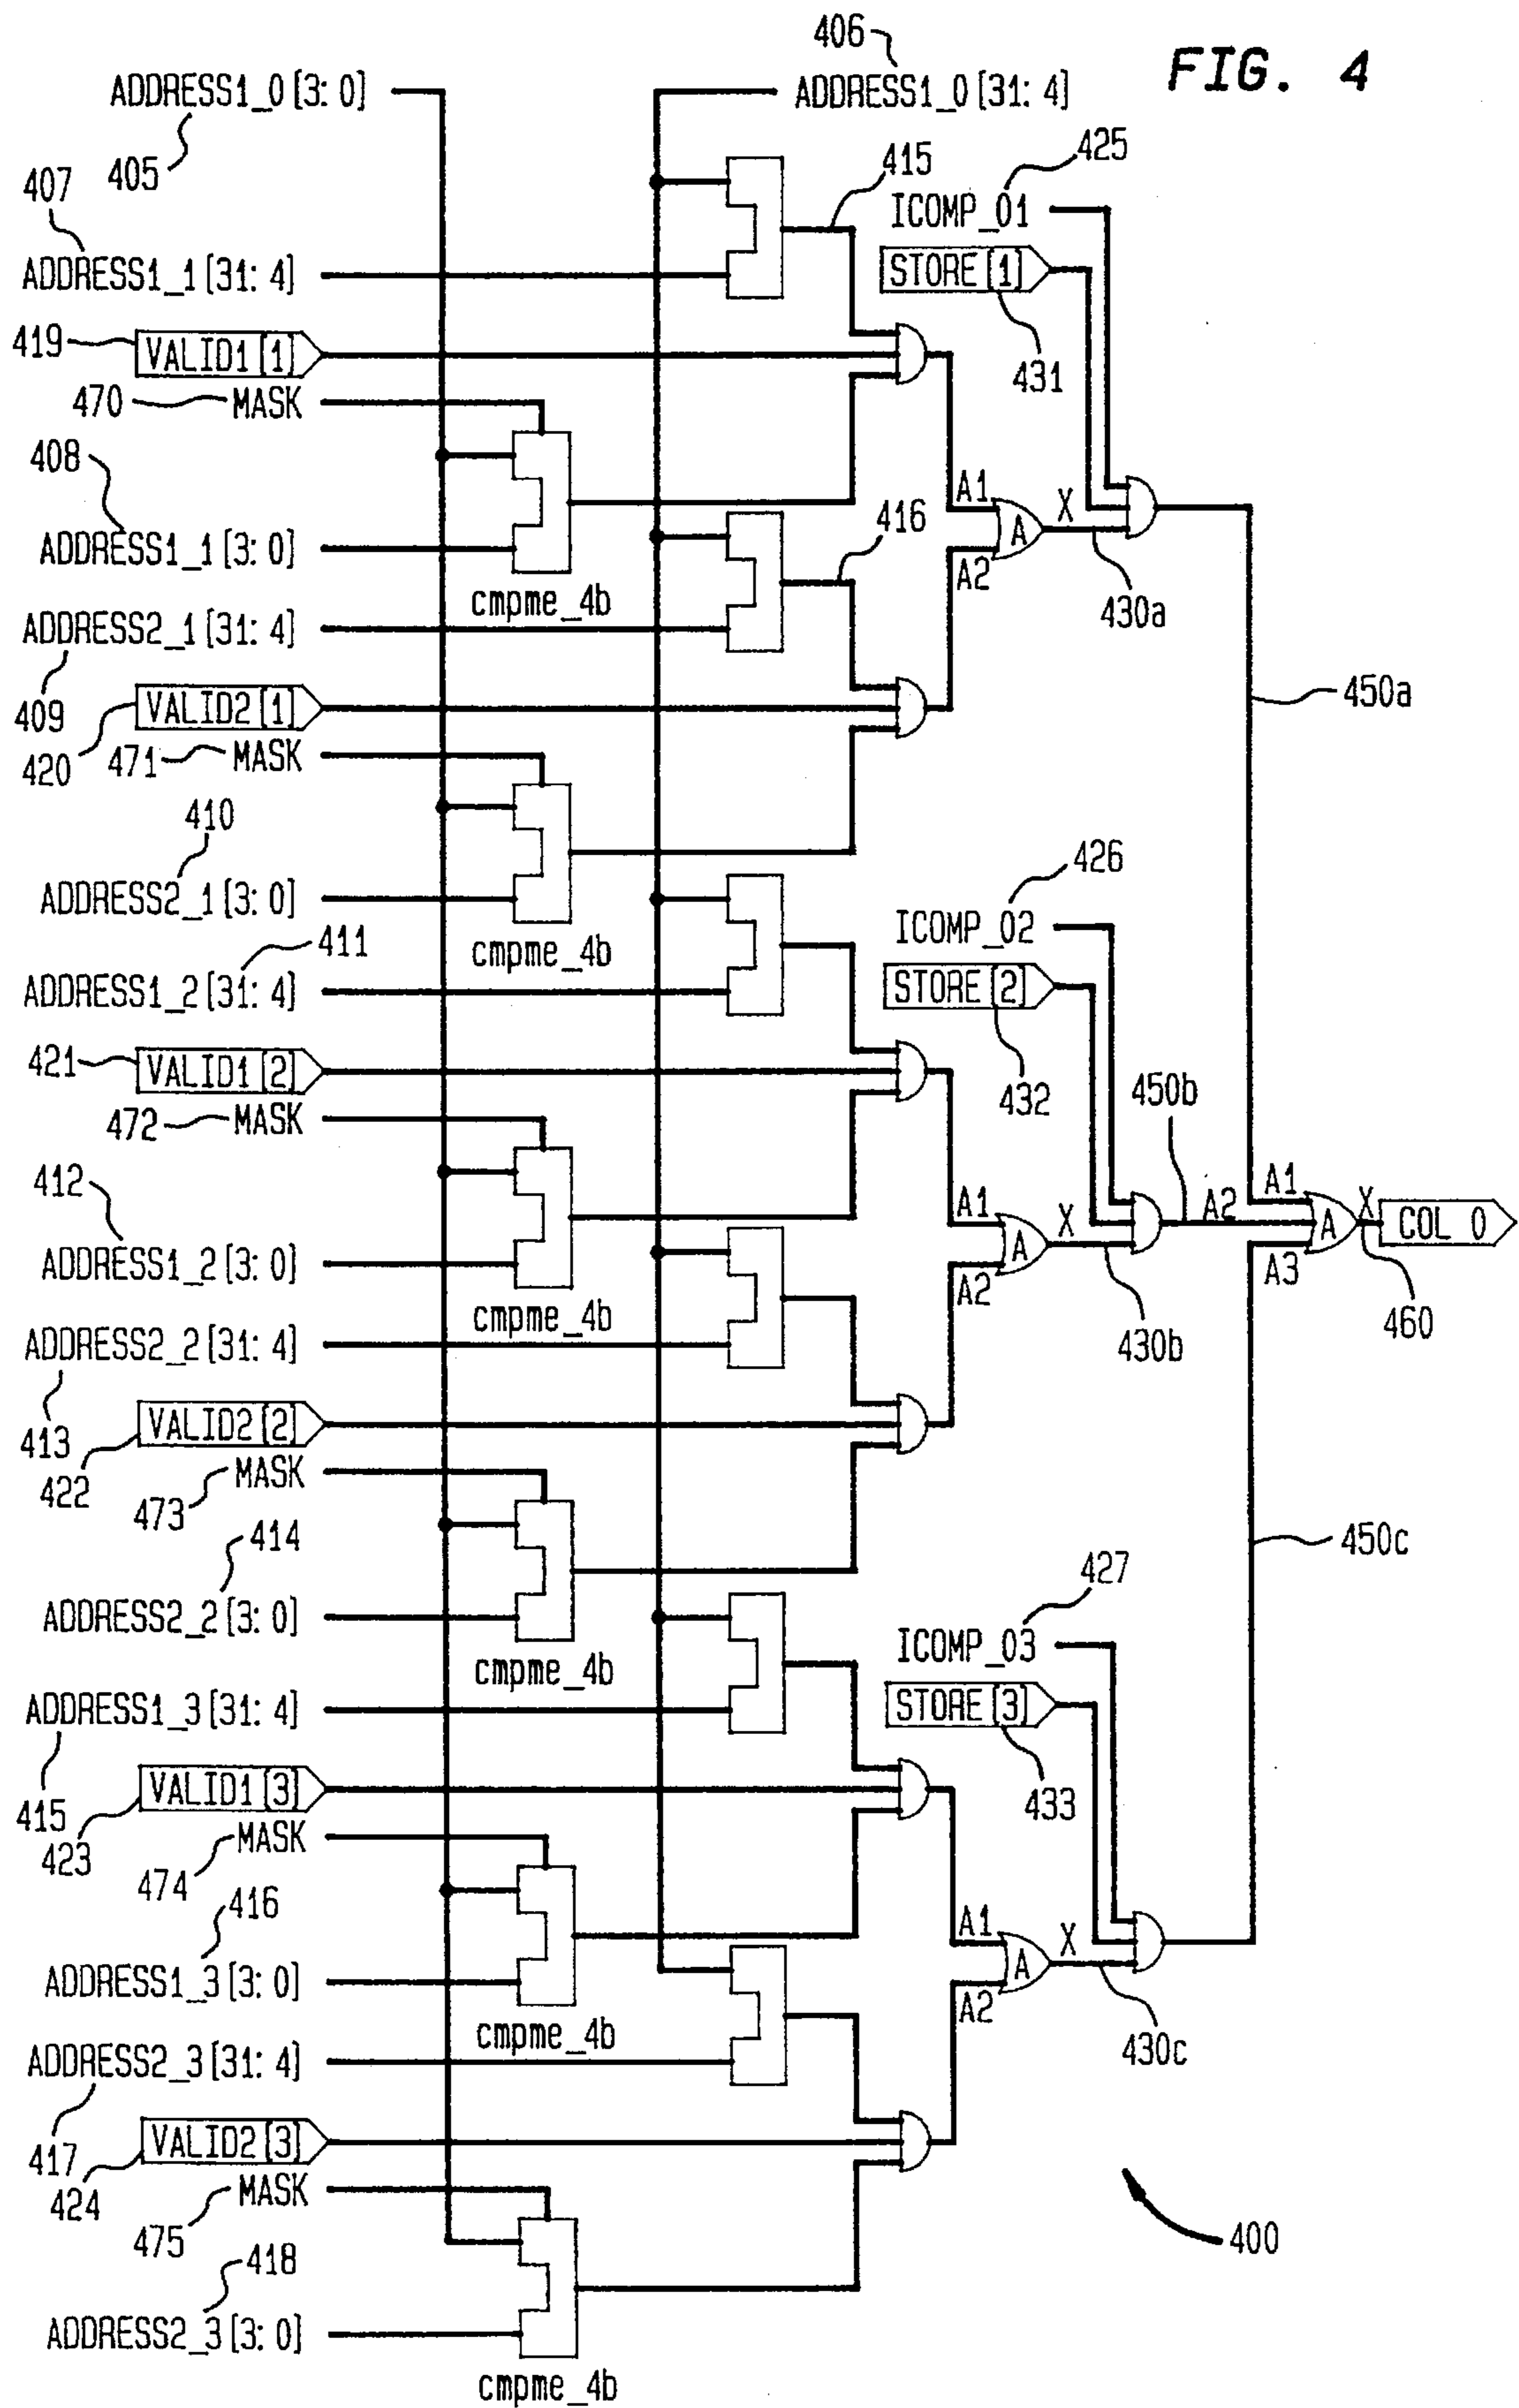 FIG. 4
406
ADDRESS1_0 [3: 0]
ADDRESS1_0 [31: 4]
405
407
415
425
ICOMP_01
ADDRESS1_1 [31: 4]
STORE [1]
431
419
VALID1 [1]
470
MASK
408
ADDRESS1_1 [3: 0]
cmpme_4b
416
A1
A
X
A2
430a
ADDRESS2_1 [31: 4]
409
VALID2 [1]
420
471
MASK
450a
410
ADDRESS2_1 [3: 0]
cmpme_4b
426
ICOMP_02
411
ADDRESS1_2 [31: 4]
STORE [2]
432
421
VALID1 [2]
472
MASK
450b
412
ADDRESS1_2 [3: 0]
cmpme_4b
A1
A
X
A2
430b
A2
A1
A
X
COL 0
A3
460
ADDRESS2_2 [31: 4]
413
VALID2 [2]
422
MASK
473
414
450c
ADDRESS2_2 [3: 0]
cmpme_4b
427
ICOMP_03
ADDRESS1_3 [31: 4]
STORE [3]
433
415
VALID1 [3]
423
MASK
474
416
ADDRESS1_3 [3: 0]
cmpme_4b
A1
A
X
A2
430c
ADDRESS2_3 [31: 4]
417
VALID2 [3]
424
MASK
475
400
418
ADDRESS2_3 [3: 0]
cmpme_4b